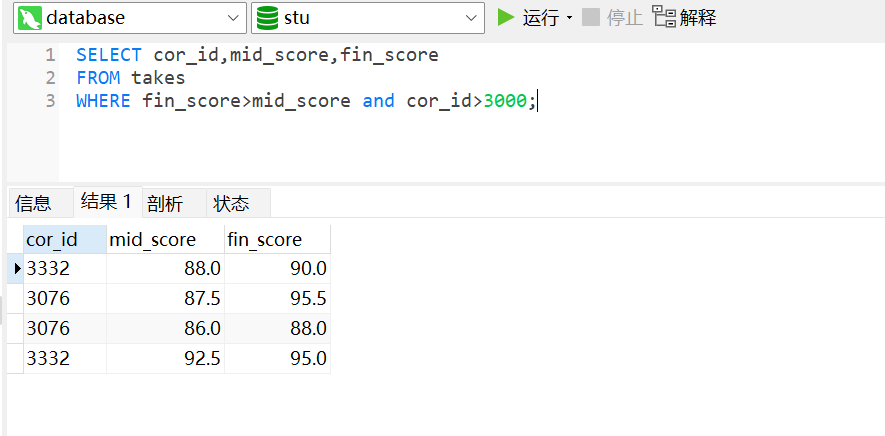 database stu 运行 停止 解释
1 SELECT cor_id,mid_score,fin_score
2 FROM takes
3 WHERE fin_score>mid_score and cor_id>3000;
信息 结果 1 剖析 状态
cor_id mid_score fin_score
3332 88.0 90.0
3076 87.5 95.5
3076 86.0 88.0
3332 92.5 95.0